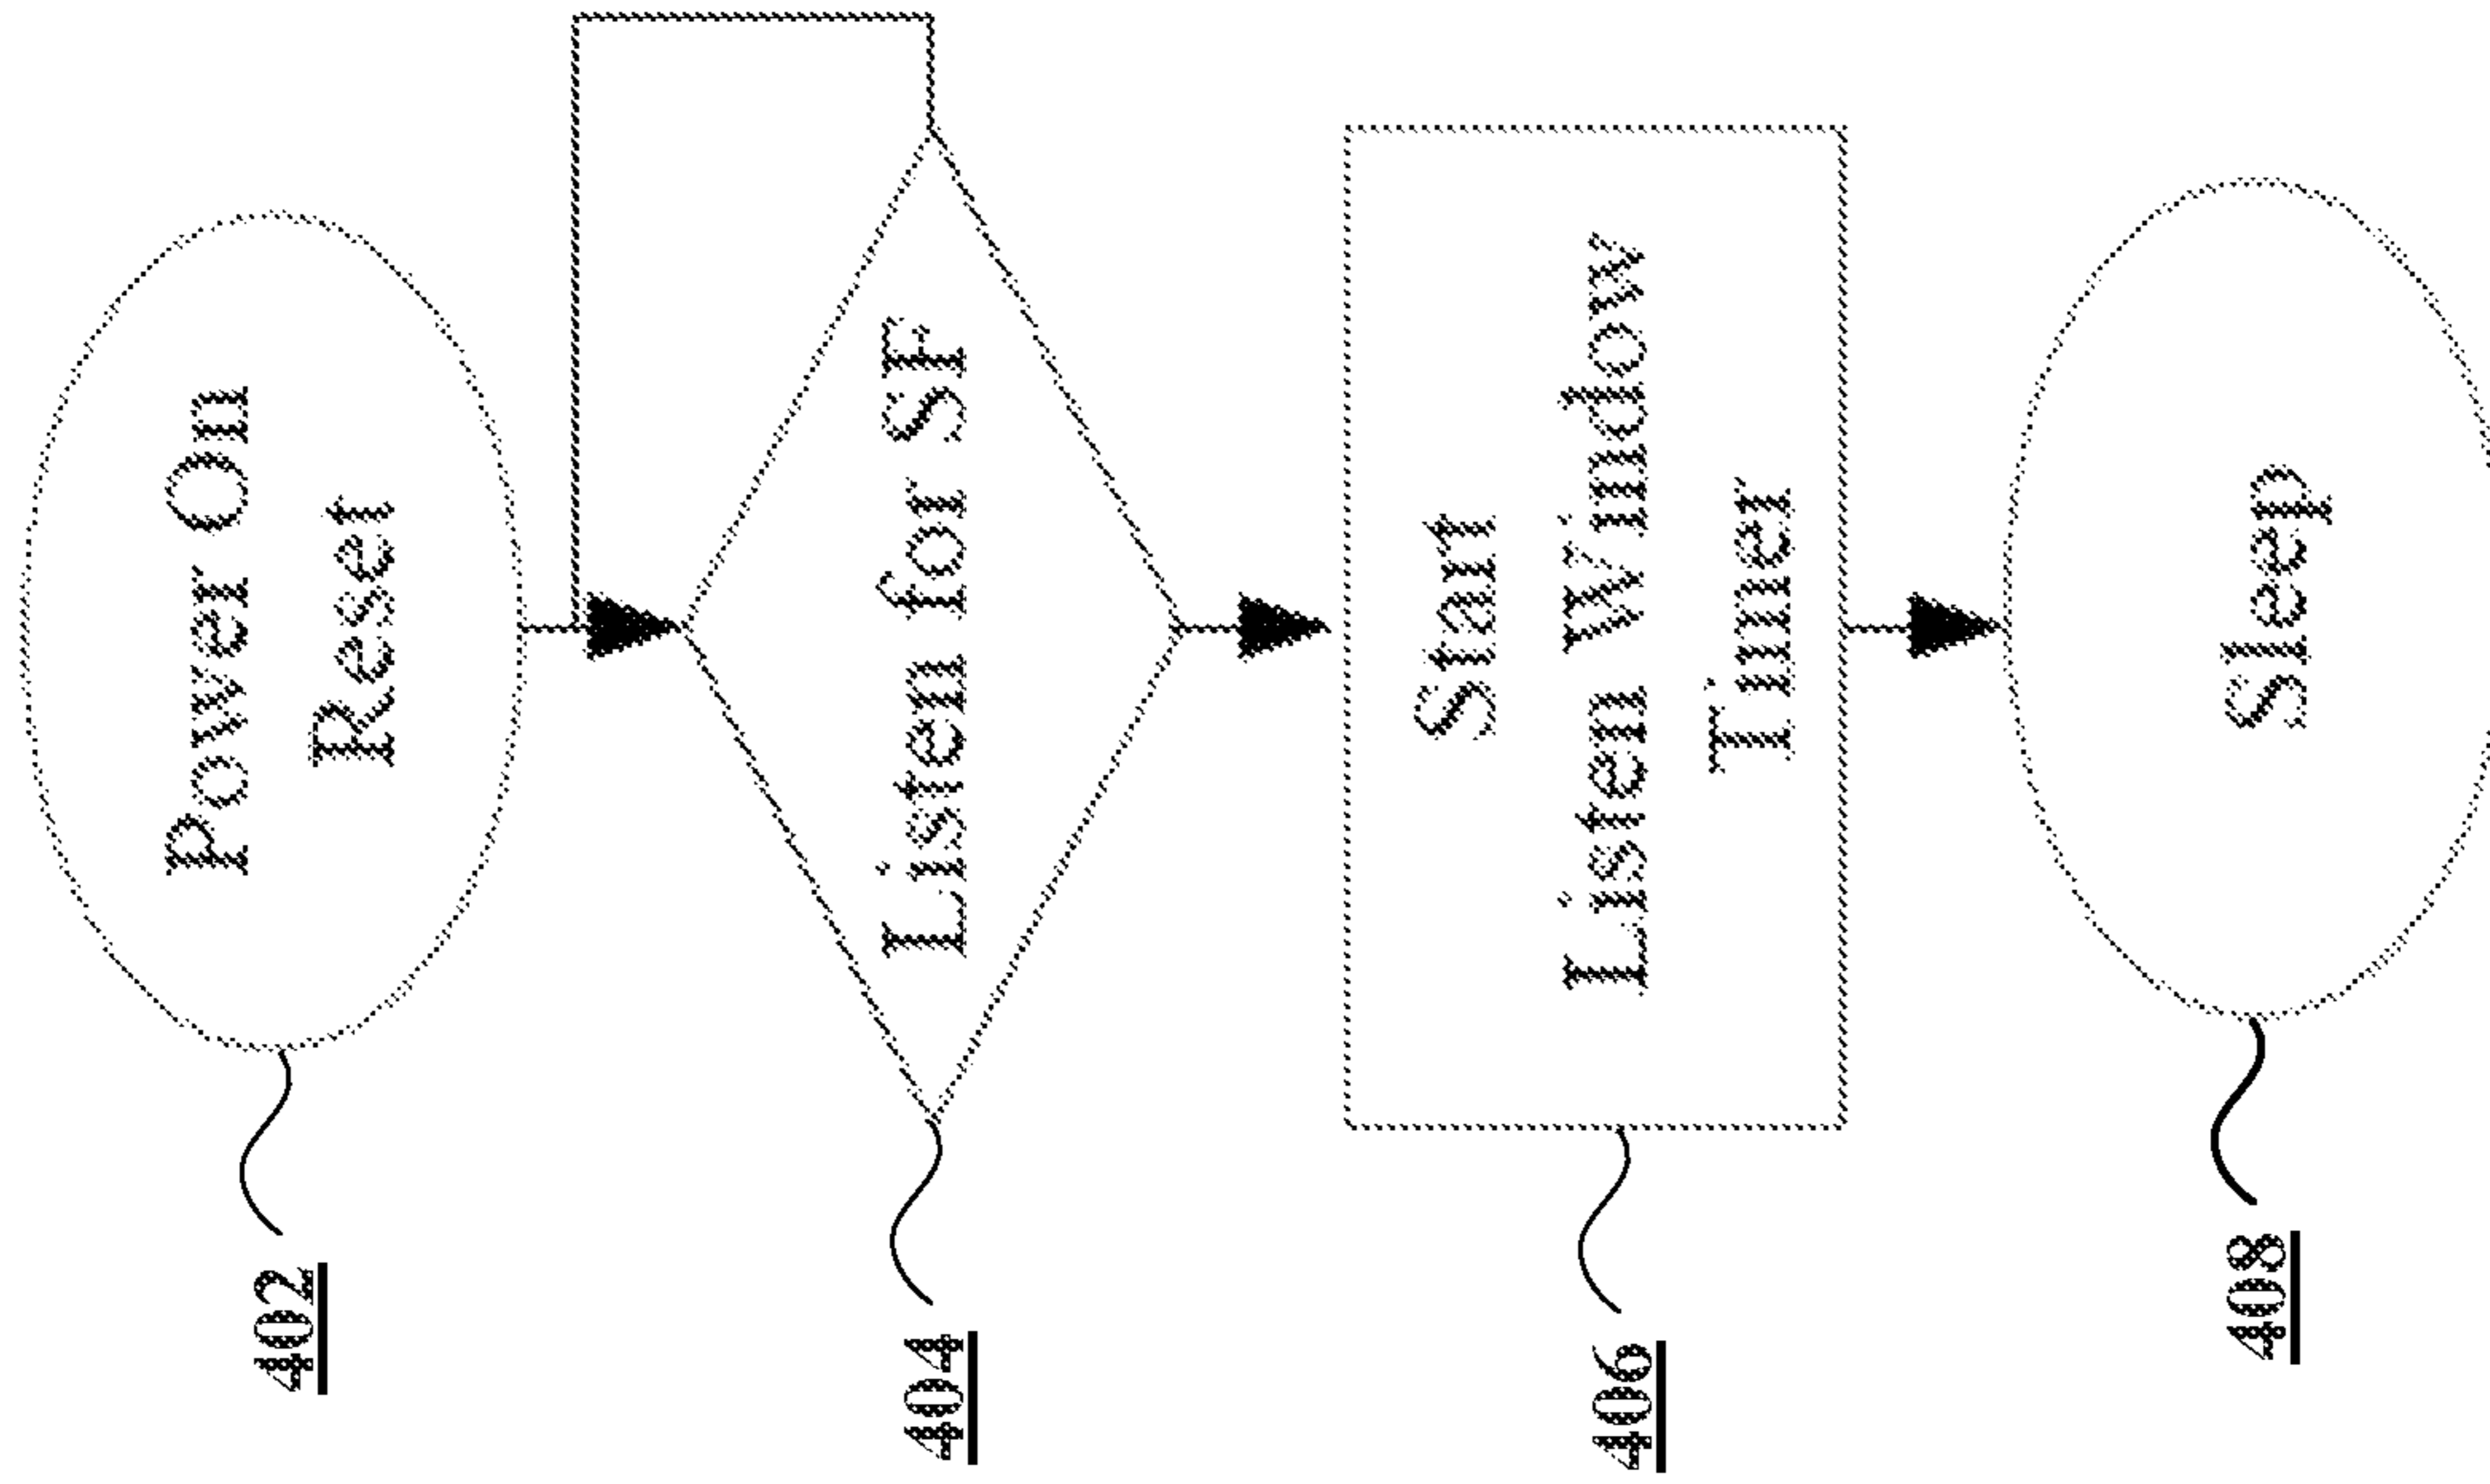 402
Power On
Reset
404
Listen for SF
406
Start
Listen Window
Timer
408
Sleep